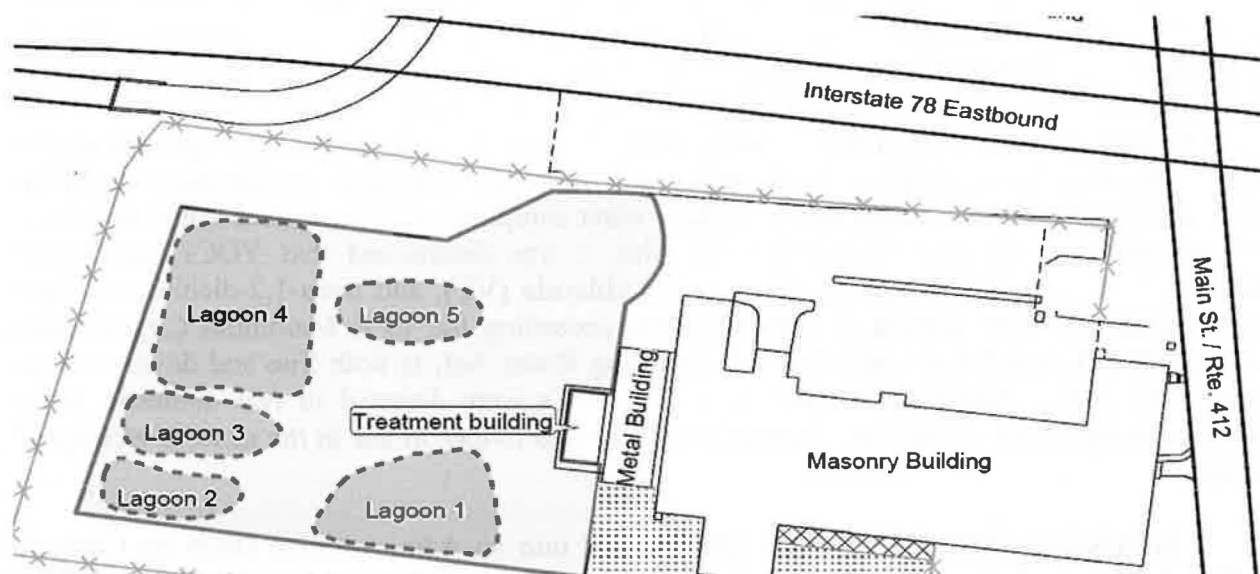 Interstate 78 Eastbound
Main St. / Rte. 412
Lagoon 4
Lagoon 5
Lagoon 3
Treatment building
Metal Building
Masonry Building
Lagoon 2
Lagoon 1